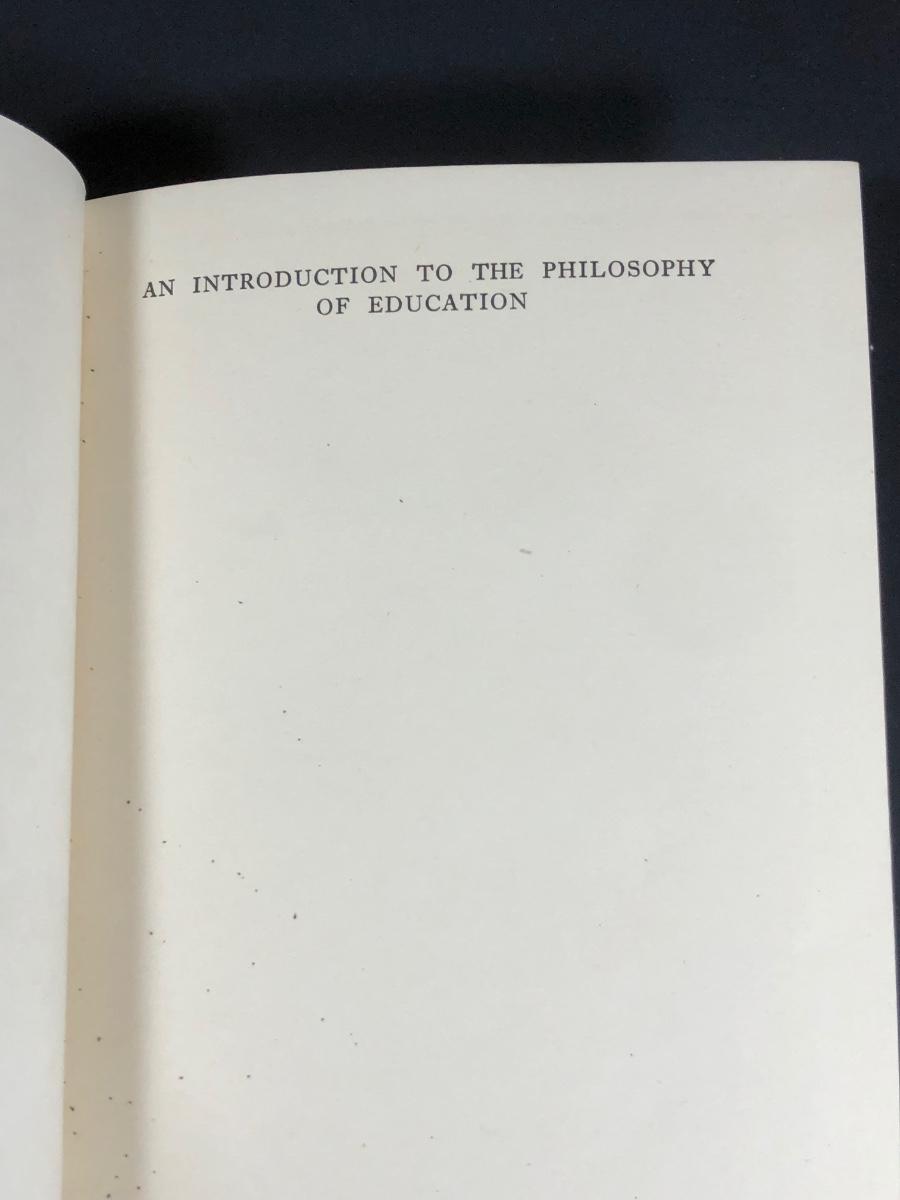 AN INTRODUCTION TO THE PHILOSOPHY
OF EDUCATION